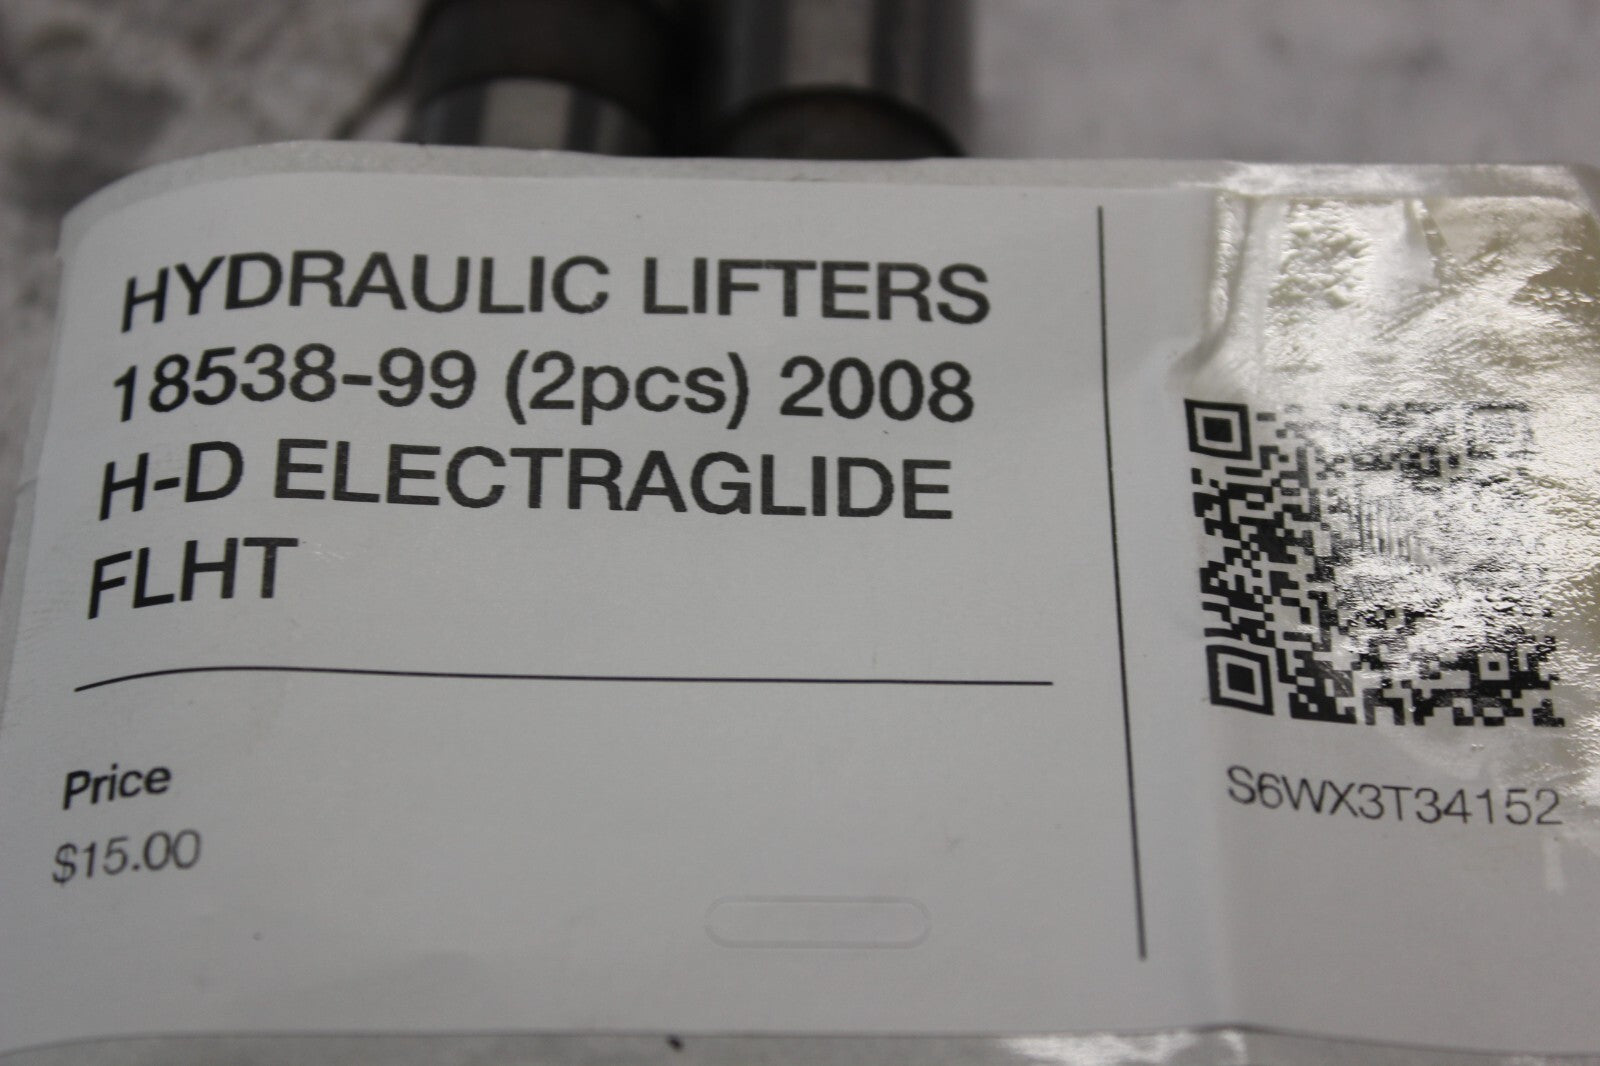 HYDRAULIC LIFTERS
18538-99 (2pcs) 2008
H-D ELECTRAGLIDE
FLHT
Price
$15.00
S6WX3T34152